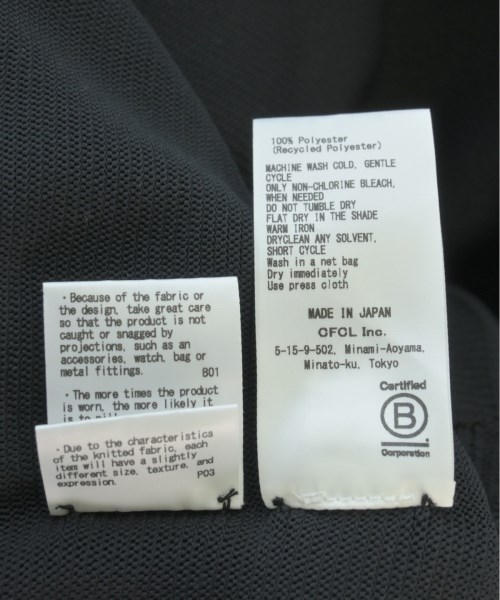 100% Polyester
(Recycled Polyester)
MACHINE WASH COLD, GENTLE
CYCLE
ONLY NON-CHLORINE BLEACH,
WHEN NEEDED
DO NOT TUMBLE DRY
FLAT DRY IN THE SHADE
WARM IRON
DRYCLEAN ANY SOLVENT,
SHORT CYCLE
Wash in a net bag
Dry immediately
Use press cloth
MADE IN JAPAN
CFCL Inc.
5-15-9-502, Minami-Aoyama,
Minato-ku, Tokyo
Certified
B
Corporation
・Because of the fabric or
the design, take great care
so that the product is not
caught or snagged by
projections, such as an
accessories, watch, bag or
metal fittings.
B01
・The more times the product
is worn, the more likely it
is to
・Due to the characteristics
of the knitted fabric, each
item will have a slightly
different size, texture, and
expression.
P03